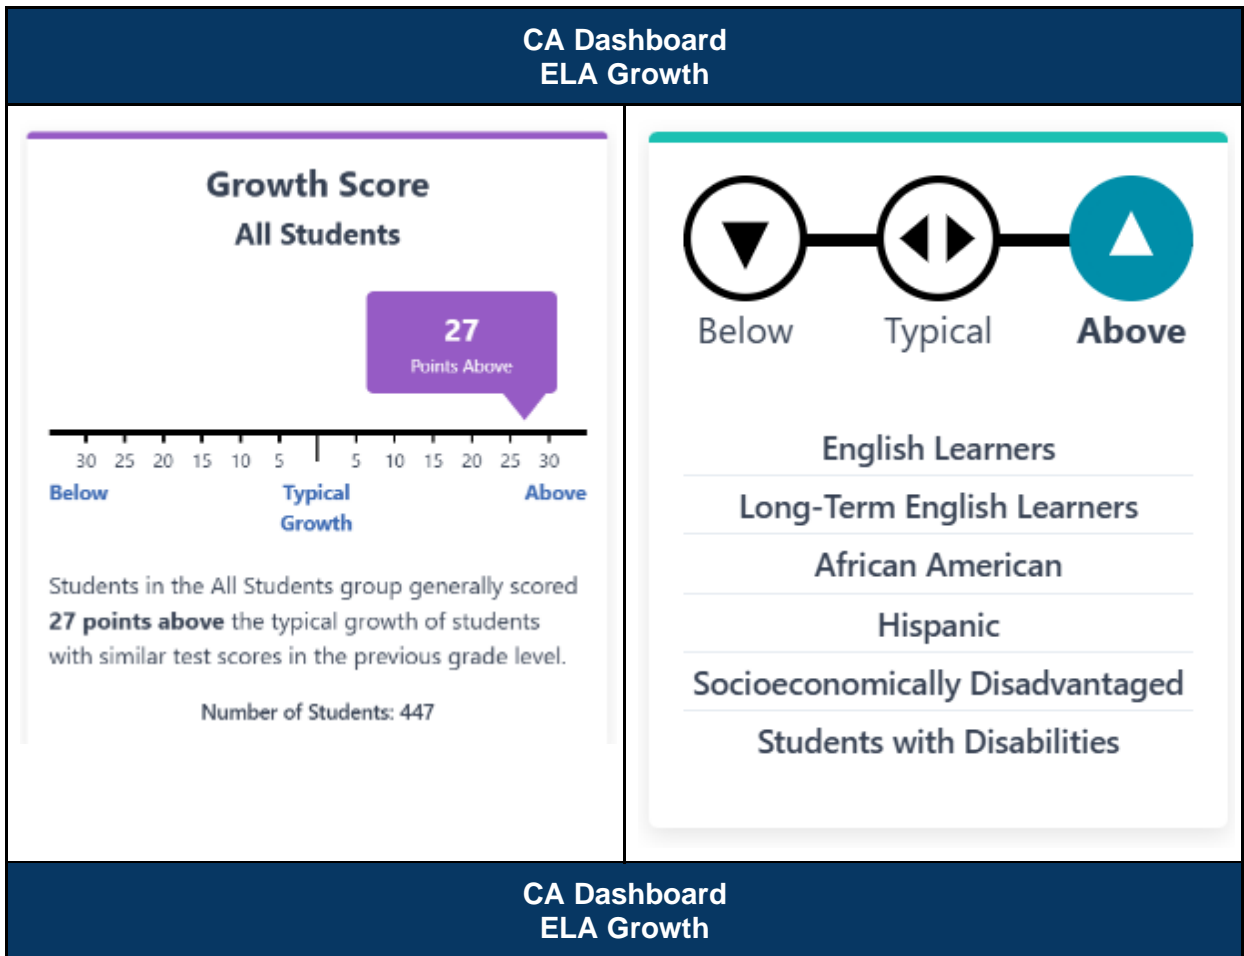 CA Dashboard
ELA Growth
Growth Score
All Students
27
Points Above
30 25 20 15 10 5 5 10 15 20 25 30
Below Typical Above
Growth
Students in the All Students group generally scored
27 points above the typical growth of students
with similar test scores in the previous grade level.
Number of Students: 447
Below Typical Above
English Learners
Long-Term English Learners
African American
Hispanic
Socioeconomically Disadvantaged
Students with Disabilities
CA Dashboard
ELA Growth